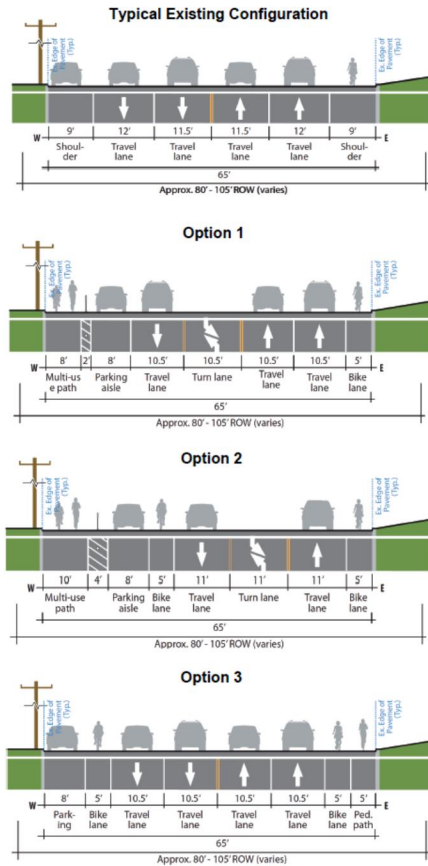 Typical Existing Configuration
Ex. Edge of
Pavement
(Typ.)
Ex. Edge of
Pavement
(Typ.)
9' 12' 11.5' 11.5' 12' 9'
W E
Shoul- Travel Travel Travel Travel Shoul-
der lane lane lane lane der
65'
Approx. 80' - 105' ROW (varies)
Option 1
Ex. Edge of
Pavement
(Typ.)
Ex. Edge of
Pavement
(Typ.)
8' 2' 8' 10.5' 10.5' 10.5' 10.5' 5'
W E
Multi-us Parking Travel Turn lane Travel Travel Bike
e path aisle lane lane lane lane
65'
Approx. 80' - 105' ROW (varies)
Option 2
Ex. Edge of
Pavement
(Typ.)
Ex. Edge of
Pavement
(Typ.)
10' 4' 8' 5' 11' 11' 11' 5'
W E
Multi-use Parking Bike Travel Turn lane Travel Bike
path aisle lane lane lane lane
65'
Approx. 80' - 105' ROW (varies)
Option 3
Ex. Edge of
Pavement
(Typ.)
Ex. Edge of
Pavement
(Typ.)
8' 5' 10.5' 10.5' 10.5' 10.5' 5' 5'
W E
Park- Bike Travel Travel Travel Travel Bike Ped.
ing lane lane lane lane lane lane path
65'
Approx. 80' - 105' ROW (varies)